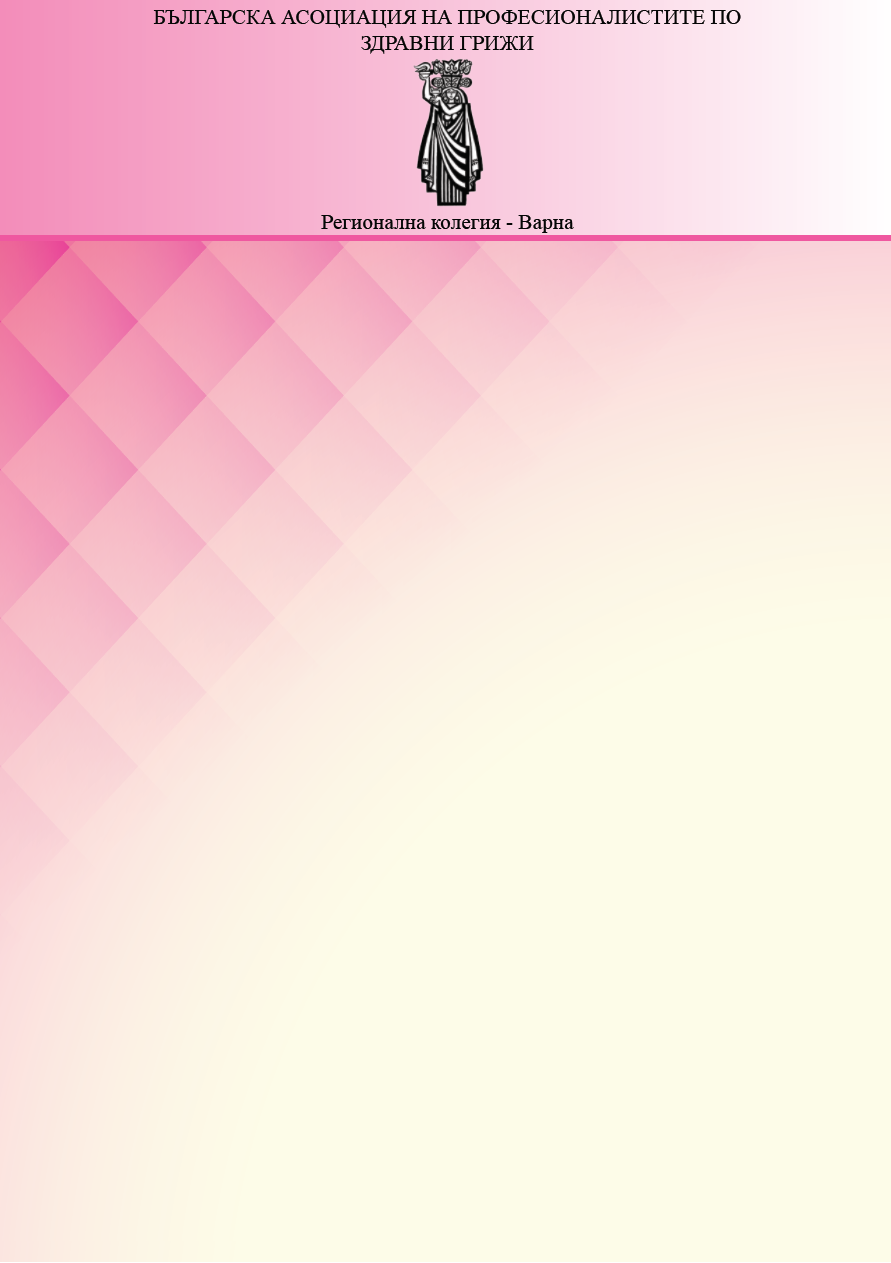 БЪЛГАРСКА АСОЦИАЦИЯ НА ПРОФЕСИОНАЛИСТИТЕ ПО
ЗДРАВНИ ГРИЖИ
Регионална колегия - Варна